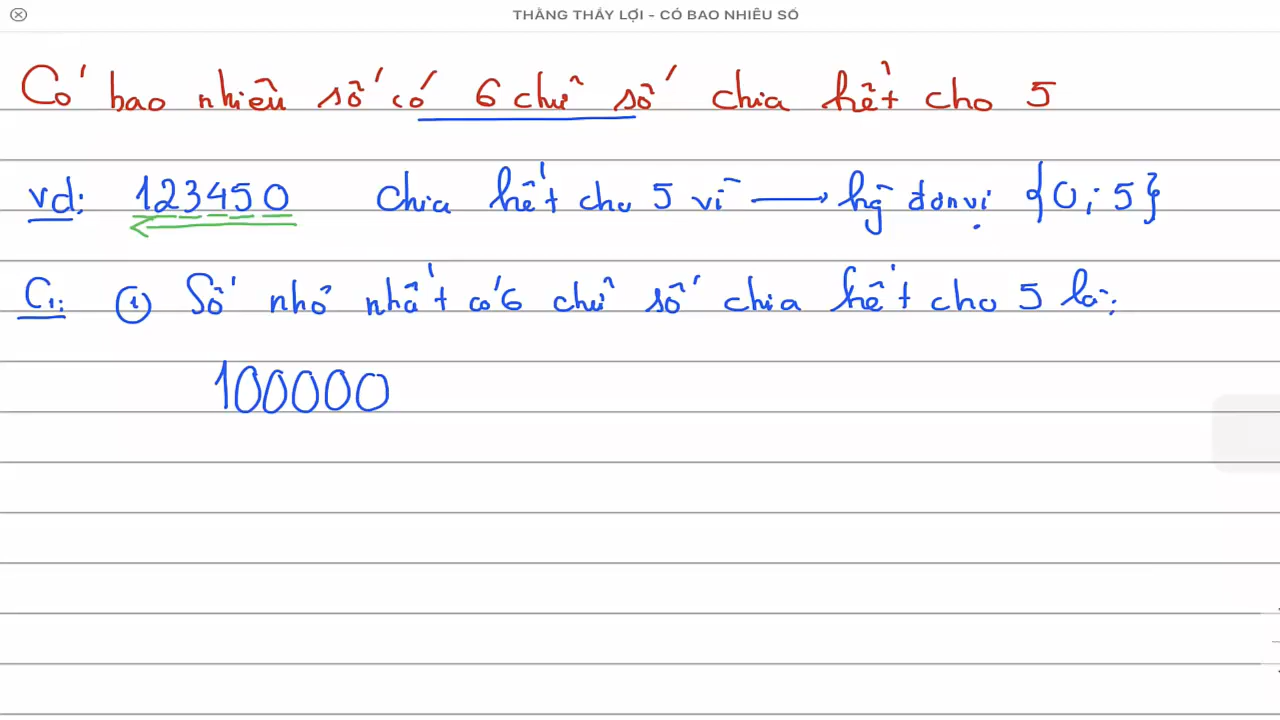 THẰNG THẦY LỢI - CÓ BAO NHIÊU SỐ
Có bao nhiêu số có 6 chữ số chia hết cho 5
vd: 123450 chia hết cho 5 vì → hg đơn vị {0; 5}
C1: ① Số nhỏ nhất có 6 chữ số chia hết cho 5 là:
100000